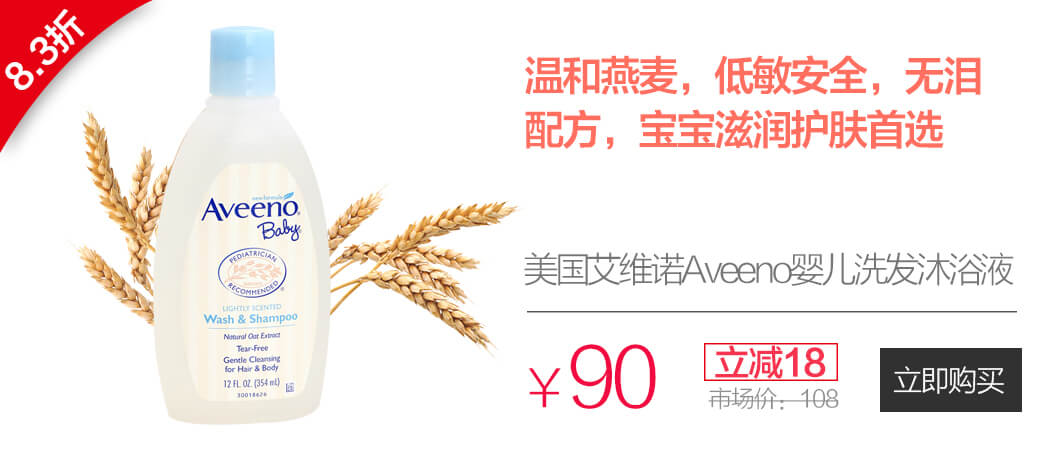 8.3折
温和燕麦，低敏安全，无泪
配方，宝宝滋润护肤首选
美国艾维诺Aveeno婴儿洗发沐浴液
¥90
立减18
市场价：108
立即购买
new formula
Aveeno®
Baby®
PEDIATRICIAN
RECOMMENDED
LIGHTLY SCENTED
Wash & Shampoo
Natural Oat Extract
Tear-Free
Gentle Cleansing
for Hair & Body
12 FL. OZ. (354 mL)
30018626